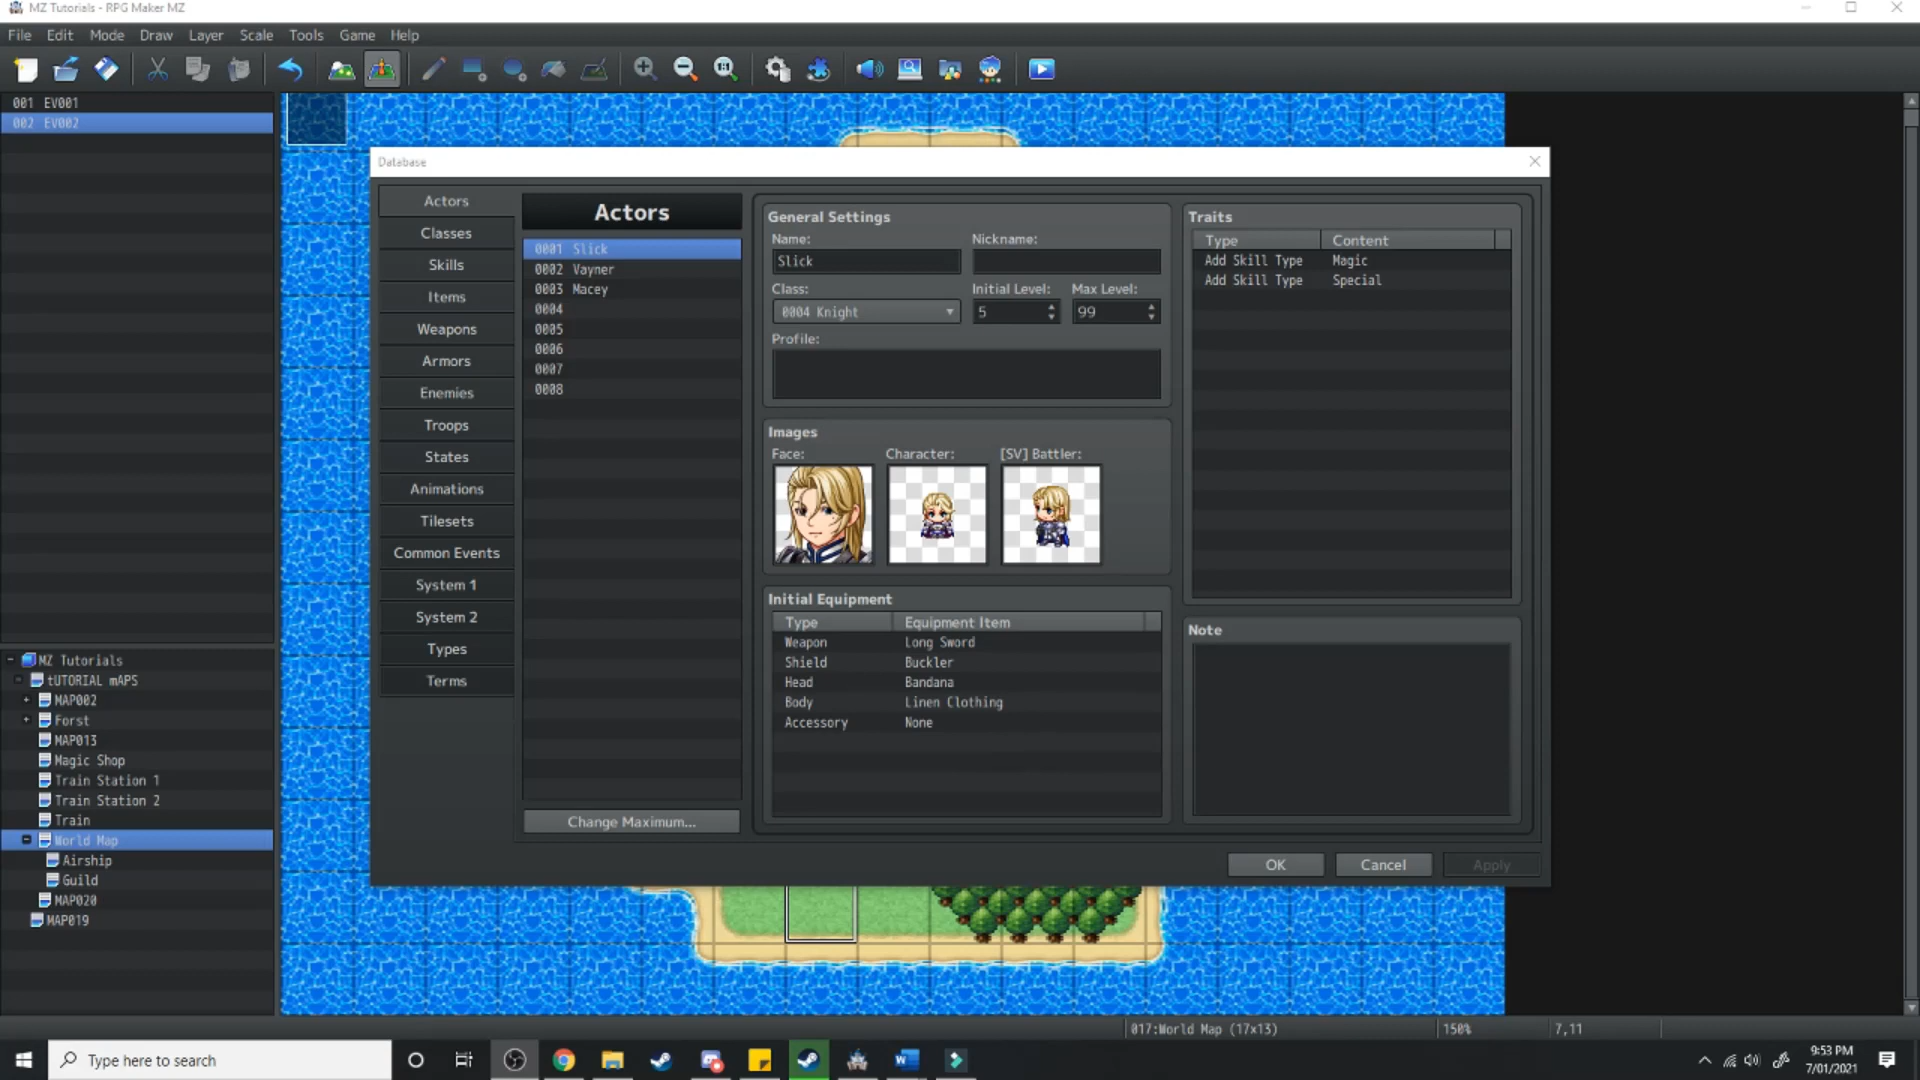 MZ Tutorials - RPG Maker MZ
File Edit Mode Draw Layer Scale Tools Game Help
001 EV001
002 EV002
Database
Actors
Classes
Skills
Items
Weapons
Armors
Enemies
Troops
States
Animations
Tilesets
Common Events
System 1
System 2
Types
Terms
Actors
0001 Slick
0002 Vayner
0003 Macey
0004
0005
0006
0007
0008
Change Maximum...
General Settings
Name: Nickname:
Slick
Class: Initial Level: Max Level:
0004 Knight 5 99
Profile:
Images
Face: Character: [SV] Battler:
Initial Equipment
Type Equipment Item
Weapon Long Sword
Shield Buckler
Head Bandana
Body Linen Clothing
Accessory None
Traits
Type Content
Add Skill Type Magic
Add Skill Type Special
Note
OK Cancel Apply
MZ Tutorials
tUTORIAL mAPS
MAP002
Forst
MAP013
Magic Shop
Train Station 1
Train Station 2
Train
World Map
Airship
Guild
MAP020
MAP019
017:World Map (17x13) 150% 7,11
Type here to search
9:53 PM
7/01/2021